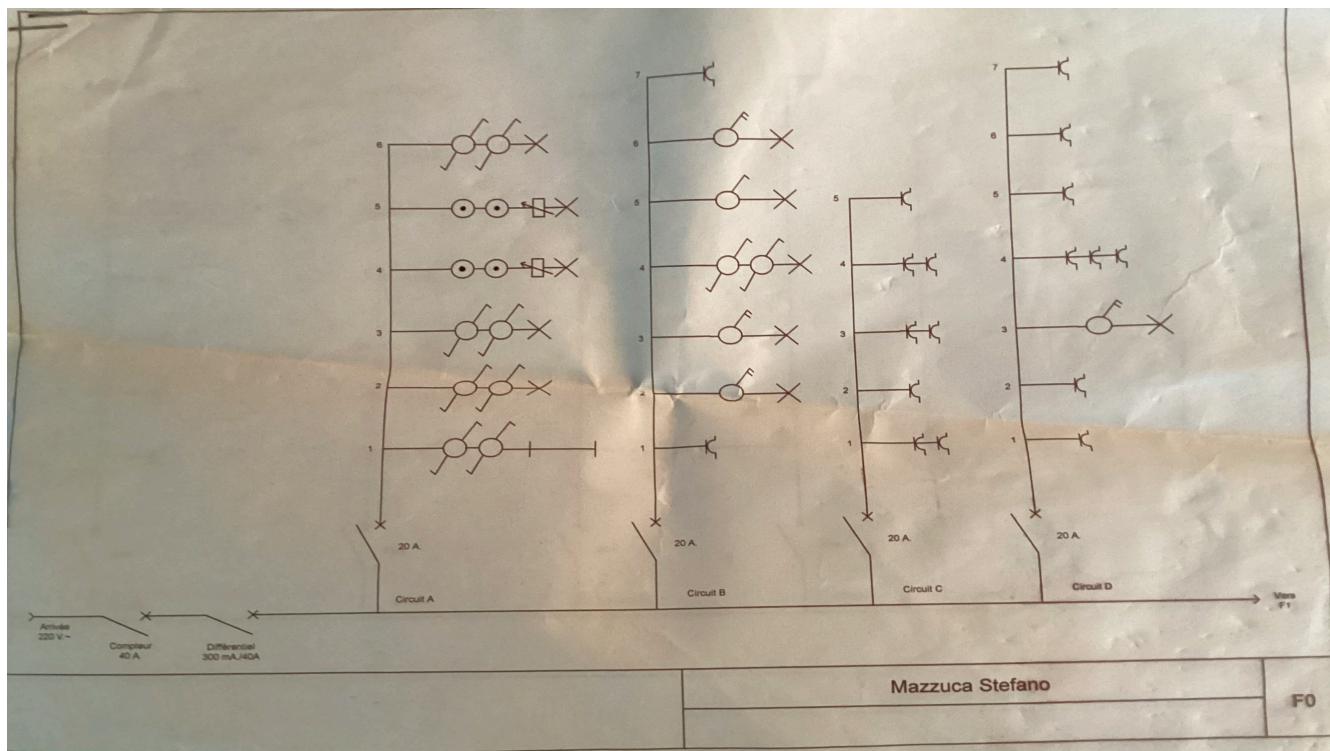 7
6
5
4
3
2
1
20 A.
Circuit A
6
5
4
3
2
1
20 A.
Circuit B
5
4
3
2
1
20 A.
Circuit C
7
6
5
4
3
2
1
20 A.
Circuit D
Arrivée
220 V.~
Compteur
40 A
Différentiel
300 mA./40A
Vers
F1
Mazzuca Stefano
F0